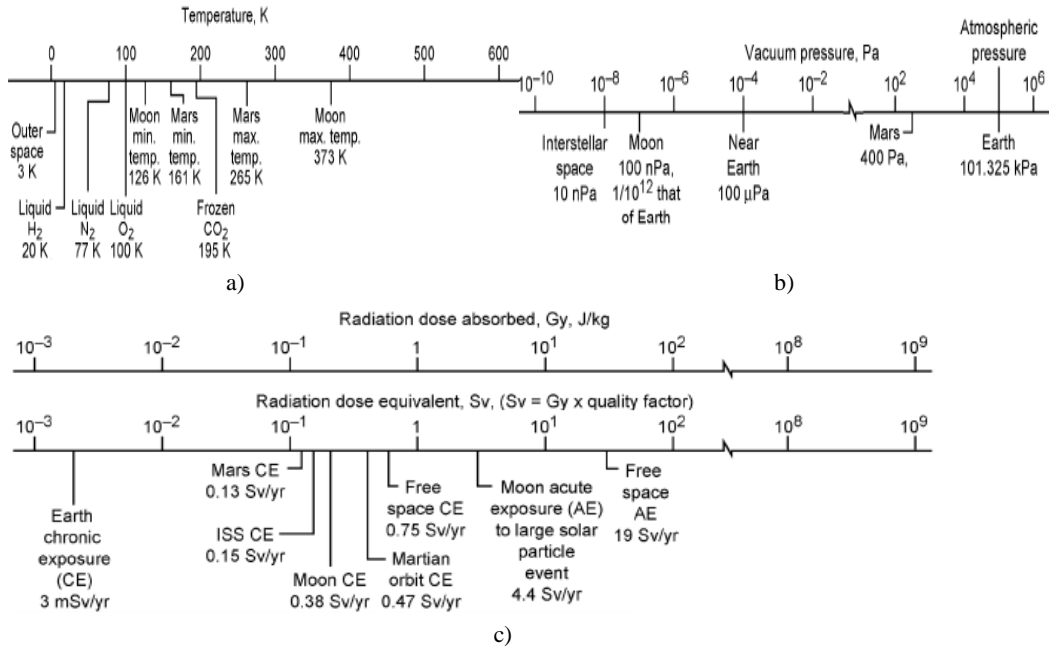 Temperature, K
0 100 200 300 400 500 600
Outer
space
3 K
Liquid
H₂
20 K
Liquid
N₂
77 K
Liquid
O₂
100 K
Moon
min.
temp.
126 K
Mars
min.
temp.
161 K
Frozen
CO₂
195 K
Mars
max.
temp.
265 K
Moon
max. temp.
373 K
a)
Vacuum pressure, Pa
Atmospheric
pressure
10⁻¹⁰ 10⁻⁸ 10⁻⁶ 10⁻⁴ 10⁻² 10² 10⁴ 10⁶
Interstellar
space
10 nPa
Moon
100 nPa,
1/10¹² that
of Earth
Near
Earth
100 µPa
Mars
400 Pa,
Earth
101.325 kPa
b)
Radiation dose absorbed, Gy, J/kg
10⁻³ 10⁻² 10⁻¹ 1 10¹ 10² 10⁸ 10⁹
Radiation dose equivalent, Sv, (Sv = Gy x quality factor)
10⁻³ 10⁻² 10⁻¹ 1 10¹ 10² 10⁸ 10⁹
Earth
chronic
exposure
(CE)
3 mSv/yr
Mars CE
0.13 Sv/yr
ISS CE
0.15 Sv/yr
Moon CE
0.38 Sv/yr
Martian
orbit CE
0.47 Sv/yr
Free
space CE
0.75 Sv/yr
Moon acute
exposure (AE)
to large solar
particle
event
4.4 Sv/yr
Free
space
AE
19 Sv/yr
c)